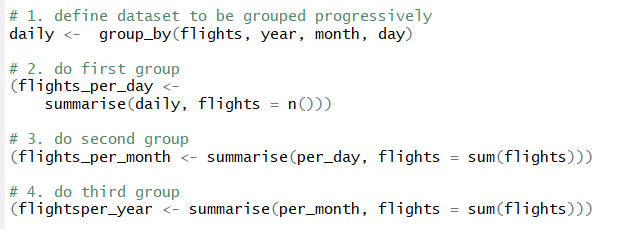 # 1. define dataset to be grouped progressively
daily <-  group_by(flights, year, month, day)
# 2. do first group
(flights_per_day <-
    summarise(daily, flights = n()))
# 3. do second group
(flights_per_month <- summarise(per_day, flights = sum(flights)))
# 4. do third group
(flightsper_year <- summarise(per_month, flights = sum(flights)))